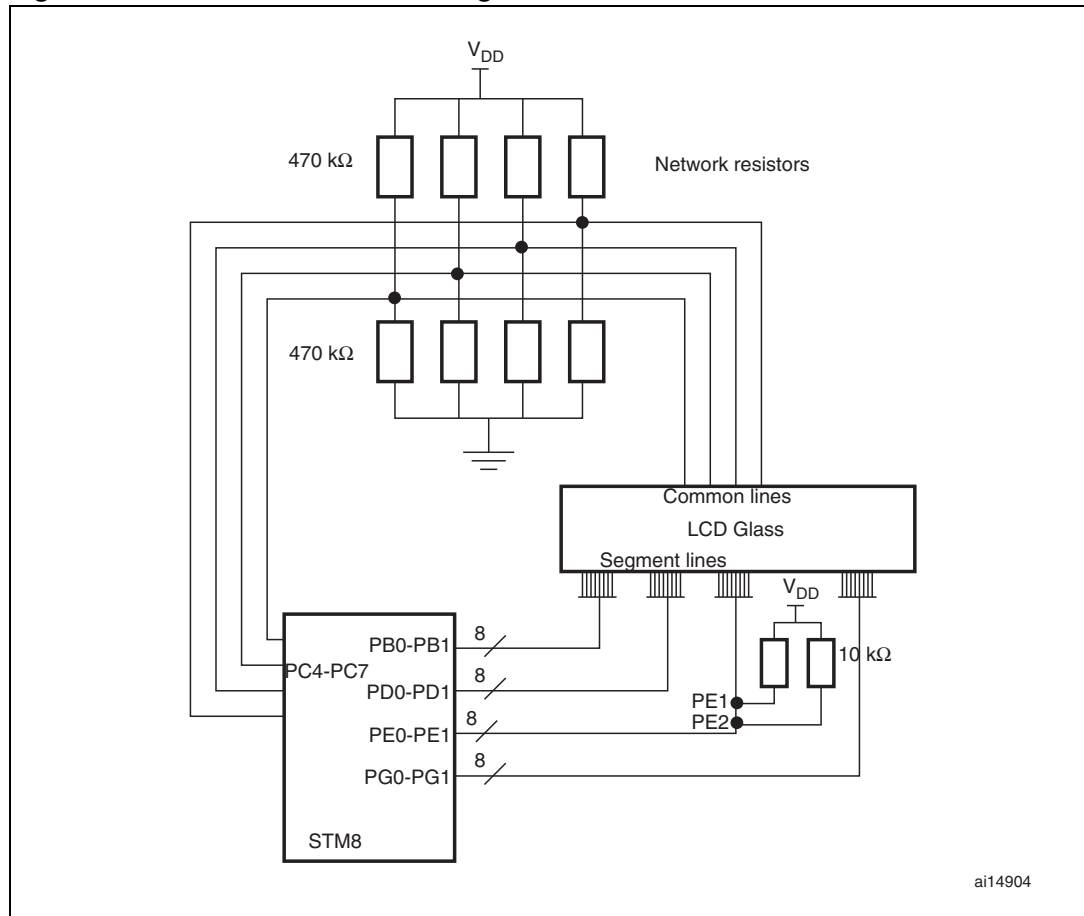 VDD
470 kΩ
Network resistors
470 kΩ
Common lines
LCD Glass
Segment lines
VDD
8
PB0-PB1
PC4-PC7
8
PD0-PD1
10 kΩ
PE1
PE2
8
PE0-PE1
8
PG0-PG1
STM8
ai14904